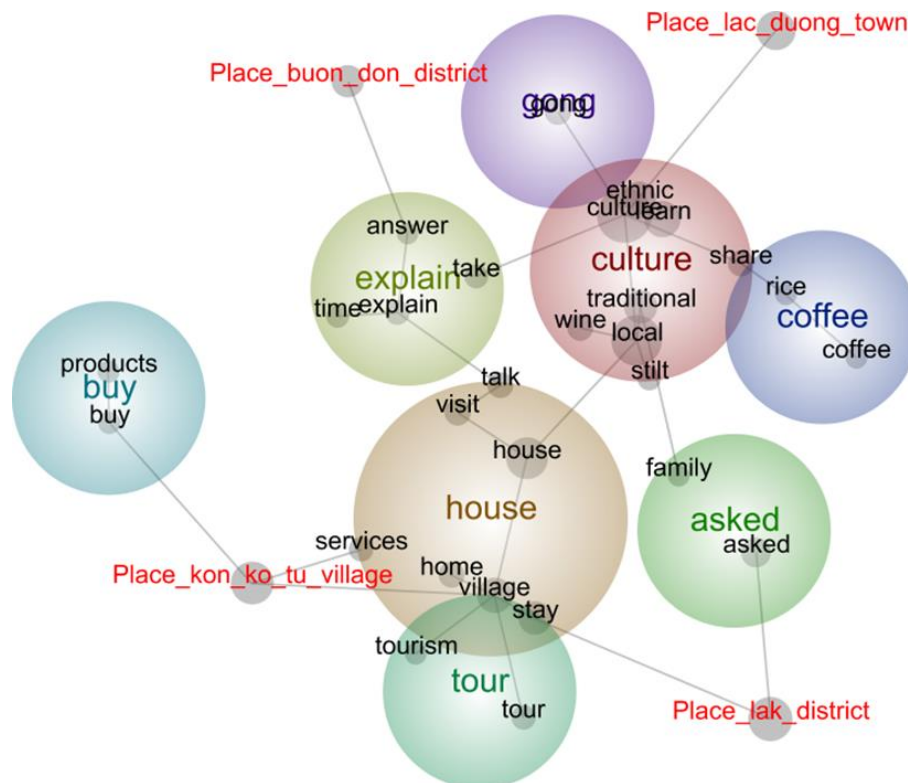 Place_lac_duong_town
Place_buon_don_district
gong
gong
ethnic
culture
learn
answer
share
culture
take
explain
rice
traditional
time
explain
wine
local
coffee
coffee
products
stilt
buy
talk
buy
visit
house
family
house
asked
services
asked
home
Place_kon_ko_tu_village
village
stay
tourism
tour
tour
Place_lak_district